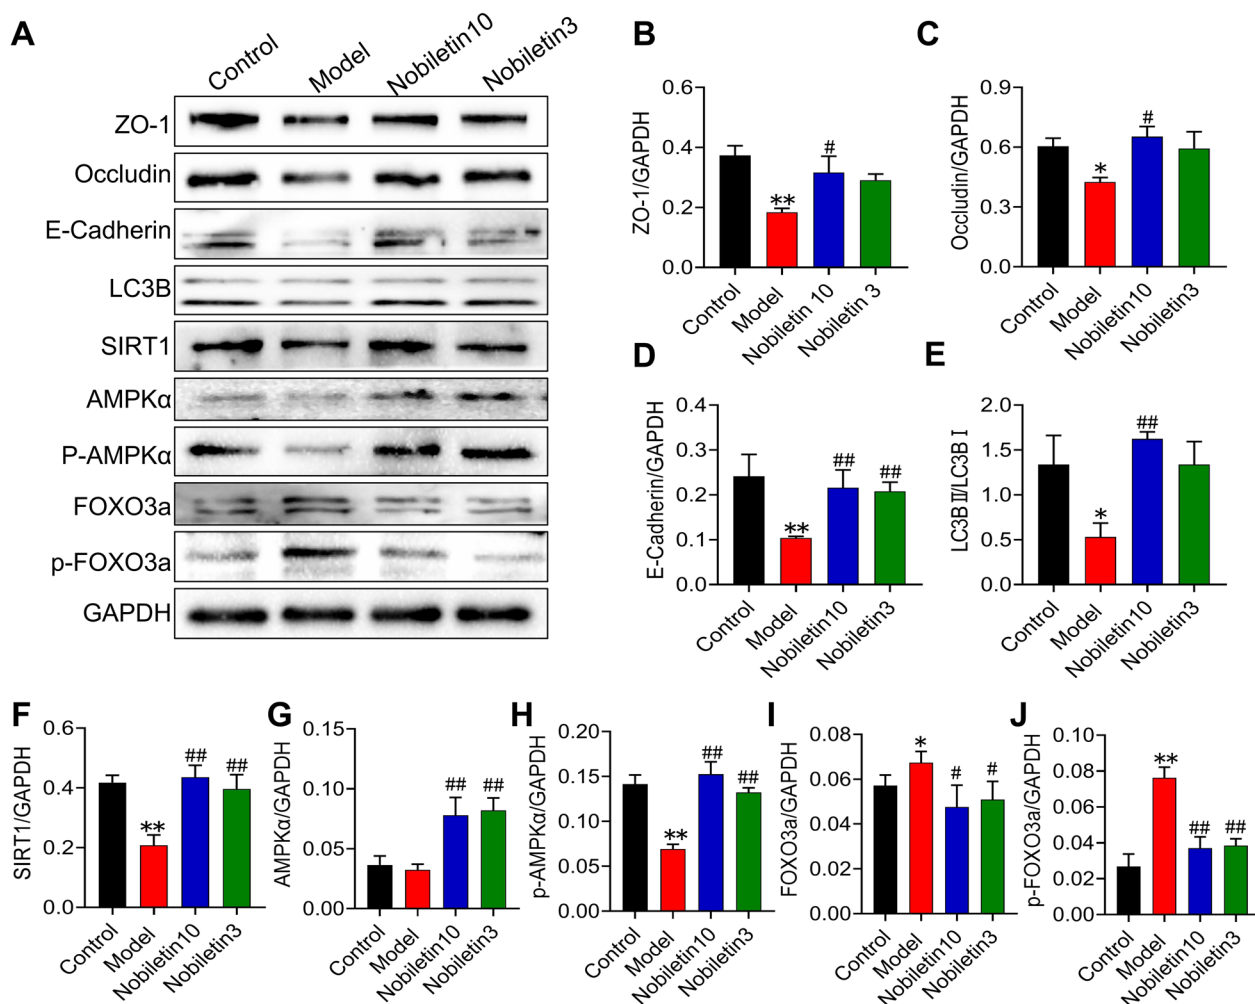 A
Control
Model
Nobiletin10
Nobiletin3
ZO-1
Occludin
E-Cadherin
LC3B
SIRT1
AMPKα
P-AMPKα
FOXO3a
p-FOXO3a
GAPDH
B
ZO-1/GAPDH
0.6
0.4
0.2
0.0
**
#
Control
Model
Nobiletin 10
Nobiletin 3
C
Occludin/GAPDH
0.9
0.6
0.3
0.0
*
#
Control
Model
Nobiletin10
Nobiletin3
D
E-Cadherin/GAPDH
0.4
0.3
0.2
0.1
0.0
**
##
##
Control
Model
Nobiletin10
Nobiletin3
E
LC3BⅡ/LC3BⅠ
2.0
1.5
1.0
0.5
0.0
*
##
Control
Model
Nobiletin10
Nobiletin3
F
SIRT1/GAPDH
0.6
0.4
0.2
0.0
**
##
##
Control
Model
Nobiletin10
Nobiletin3
G
AMPKα/GAPDH
0.15
0.10
0.05
0.00
##
##
Control
Model
Nobiletin10
Nobiletin3
H
p-AMPKα/GAPDH
0.20
0.15
0.10
0.05
0.00
**
##
##
Control
Model
Nobiletin10
Nobiletin3
I
FOXO3a/GAPDH
0.08
0.06
0.04
0.02
0.00
*
#
#
Control
Model
Nobiletin10
Nobiletin3
J
p-FOXO3a/GAPDH
0.10
0.08
0.06
0.04
0.02
0.00
**
##
##
Control
Model
Nobiletin10
Nobiletin3